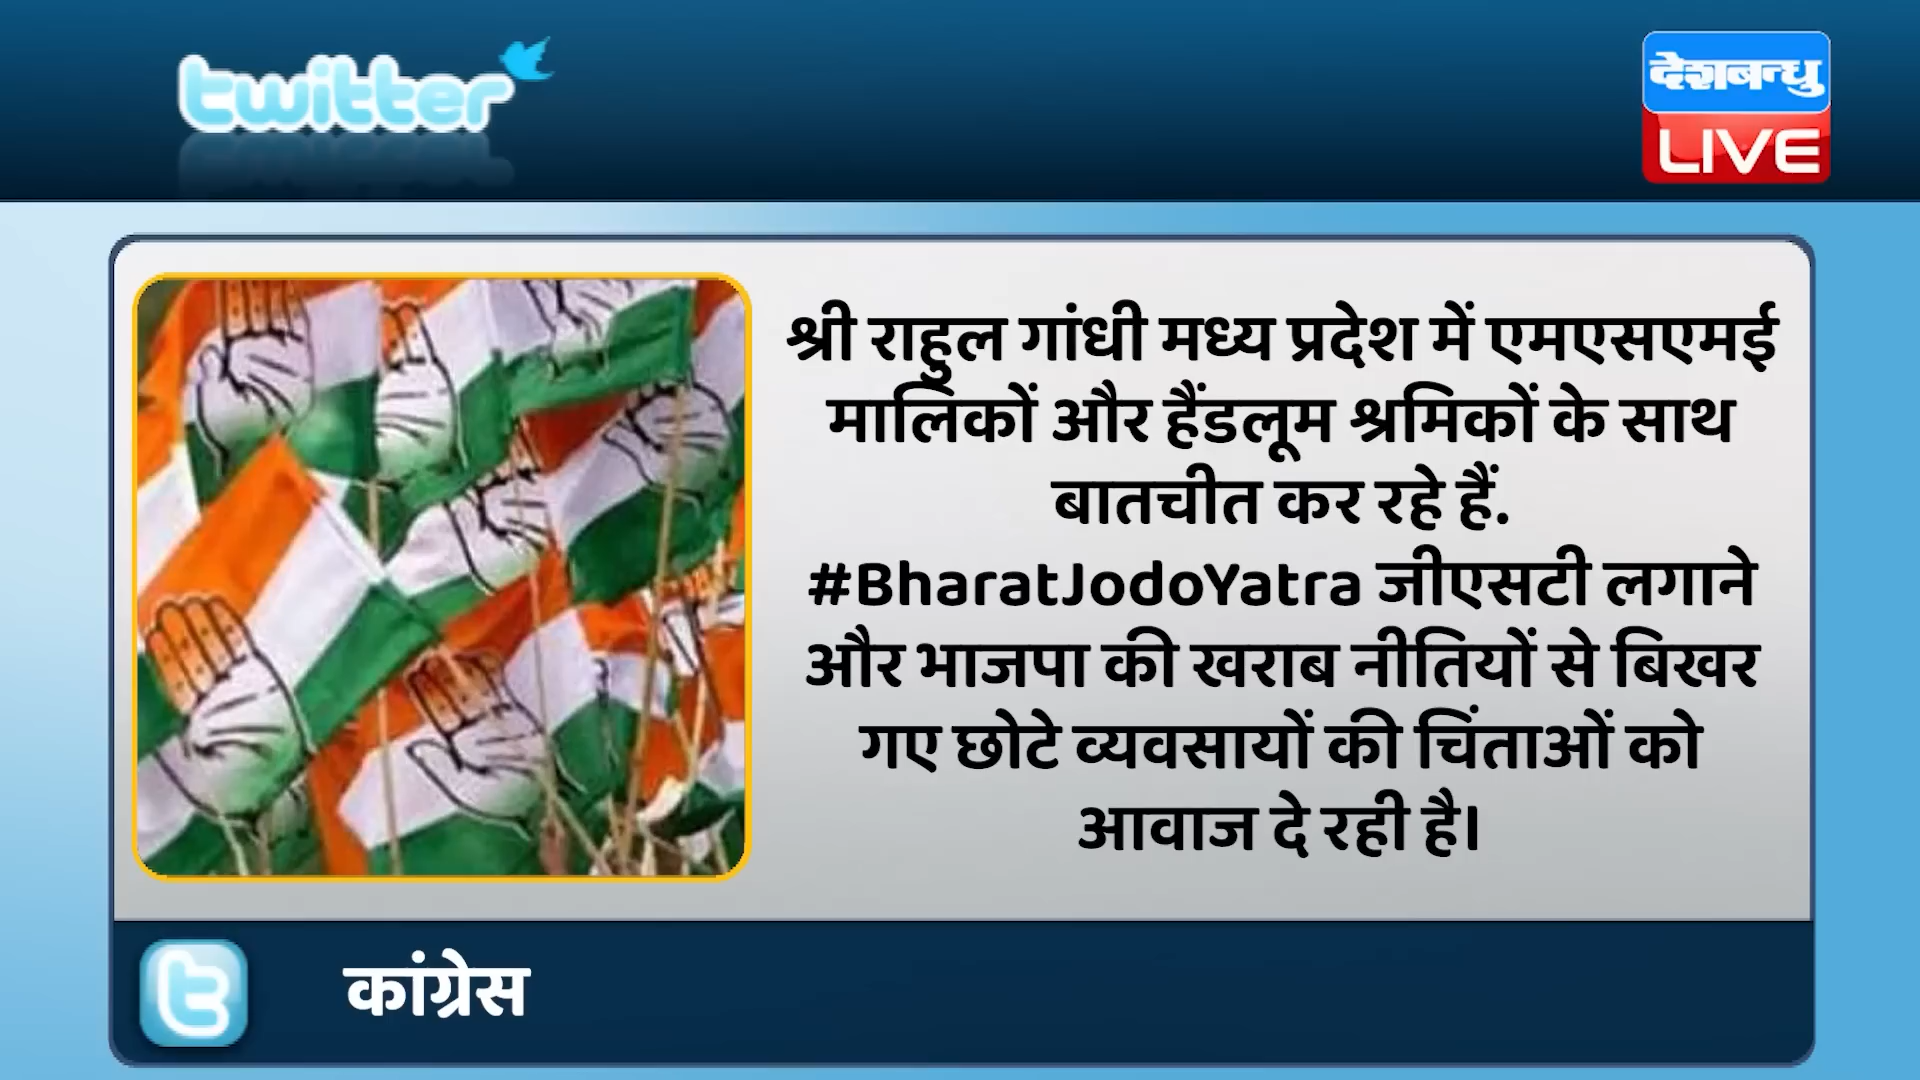 twitter
देशबन्धु
LIVE
श्री राहुल गांधी मध्य प्रदेश में एमएसएमई
मालिकों और हैंडलूम श्रमिकों के साथ
बातचीत कर रहे हैं.
#BharatJodoYatra जीएसटी लगाने
और भाजपा की खराब नीतियों से बिखर
गए छोटे व्यवसायों की चिंताओं को
आवाज दे रही है।
t
कांग्रेस